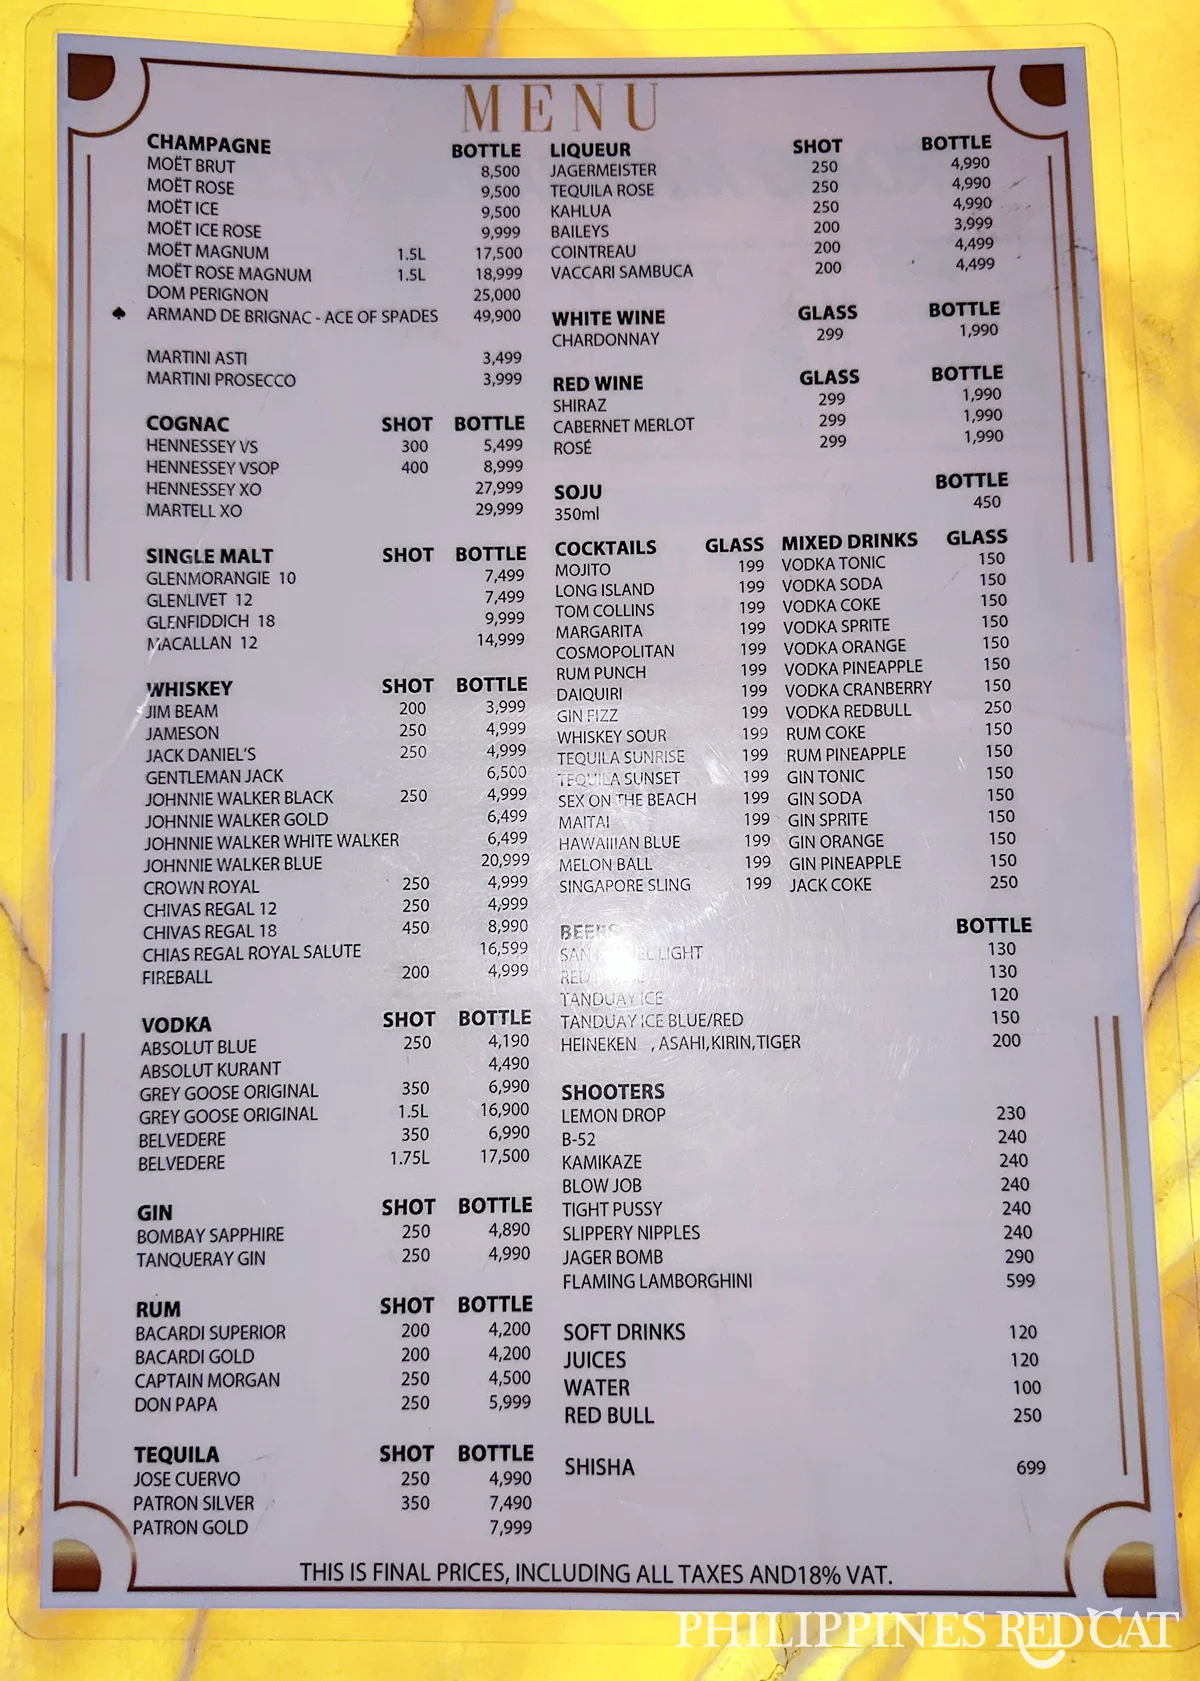 MENU
CHAMPAGNE BOTTLE
MOËT BRUT 8,500
MOËT ROSE 9,500
MOËT ICE 9,500
MOËT ICE ROSE 9,999
MOËT MAGNUM 1.5L 17,500
MOËT ROSE MAGNUM 1.5L 18,999
DOM PERIGNON 25,000
♠ ARMAND DE BRIGNAC - ACE OF SPADES 49,900
MARTINI ASTI 3,499
MARTINI PROSECCO 3,999
COGNAC SHOT BOTTLE
HENNESSEY VS 300 5,499
HENNESSEY VSOP 400 8,999
HENNESSEY XO 27,999
MARTELL XO 29,999
SINGLE MALT SHOT BOTTLE
GLENMORANGIE 10 7,499
GLENLIVET 12 7,499
GLENFIDDICH 18 9,999
MACALLAN 12 14,999
WHISKEY SHOT BOTTLE
JIM BEAM 200 3,999
JAMESON 250 4,999
JACK DANIEL'S 250 4,999
GENTLEMAN JACK 6,500
JOHNNIE WALKER BLACK 250 4,999
JOHNNIE WALKER GOLD 6,499
JOHNNIE WALKER WHITE WALKER 6,499
JOHNNIE WALKER BLUE 20,999
CROWN ROYAL 250 4,999
CHIVAS REGAL 12 250 4,999
CHIVAS REGAL 18 450 8,990
CHIAS REGAL ROYAL SALUTE 16,599
FIREBALL 200 4,999
VODKA SHOT BOTTLE
ABSOLUT BLUE 250 4,190
ABSOLUT KURANT 4,490
GREY GOOSE ORIGINAL 350 6,990
GREY GOOSE ORIGINAL 1.5L 16,900
BELVEDERE 350 6,990
BELVEDERE 1.75L 17,500
GIN SHOT BOTTLE
BOMBAY SAPPHIRE 250 4,890
TANQUERAY GIN 250 4,990
RUM SHOT BOTTLE
BACARDI SUPERIOR 200 4,200
BACARDI GOLD 200 4,200
CAPTAIN MORGAN 250 4,500
DON PAPA 250 5,999
TEQUILA SHOT BOTTLE
JOSE CUERVO 250 4,990
PATRON SILVER 350 7,490
PATRON GOLD 7,999
LIQUEUR SHOT BOTTLE
JAGERMEISTER 250 4,990
TEQUILA ROSE 250 4,990
KAHLUA 250 4,990
BAILEYS 200 3,999
COINTREAU 200 4,499
VACCARI SAMBUCA 200 4,499
WHITE WINE GLASS BOTTLE
CHARDONNAY 299 1,990
RED WINE GLASS BOTTLE
SHIRAZ 299 1,990
CABERNET MERLOT 299 1,990
ROSÉ 299 1,990
SOJU BOTTLE
350ml 450
COCKTAILS GLASS
MOJITO 199
LONG ISLAND 199
TOM COLLINS 199
MARGARITA 199
COSMOPOLITAN 199
RUM PUNCH 199
DAIQUIRI 199
GIN FIZZ 199
WHISKEY SOUR 199
TEQUILA SUNRISE 199
TEQUILA SUNSET 199
SEX ON THE BEACH 199
MAITAI 199
HAWAIIIAN BLUE 199
MELON BALL 199
SINGAPORE SLING 199
MIXED DRINKS GLASS
VODKA TONIC 150
VODKA SODA 150
VODKA COKE 150
VODKA SPRITE 150
VODKA ORANGE 150
VODKA PINEAPPLE 150
VODKA CRANBERRY 150
VODKA REDBULL 250
RUM COKE 150
RUM PINEAPPLE 150
GIN TONIC 150
GIN SODA 150
GIN SPRITE 150
GIN ORANGE 150
GIN PINEAPPLE 150
JACK COKE 250
BEERS BOTTLE
SAN LIGHT 130
RED 130
TANDUAY ICE 120
TANDUAY ICE BLUE/RED 150
HEINEKEN , ASAHI,KIRIN,TIGER 200
SHOOTERS
LEMON DROP 230
B-52 240
KAMIKAZE 240
BLOW JOB 240
TIGHT PUSSY 240
SLIPPERY NIPPLES 240
JAGER BOMB 290
FLAMING LAMBORGHINI 599
SOFT DRINKS 120
JUICES 120
WATER 100
RED BULL 250
SHISHA 699
THIS IS FINAL PRICES, INCLUDING ALL TAXES AND18% VAT.
PHILIPPINES REDCAT